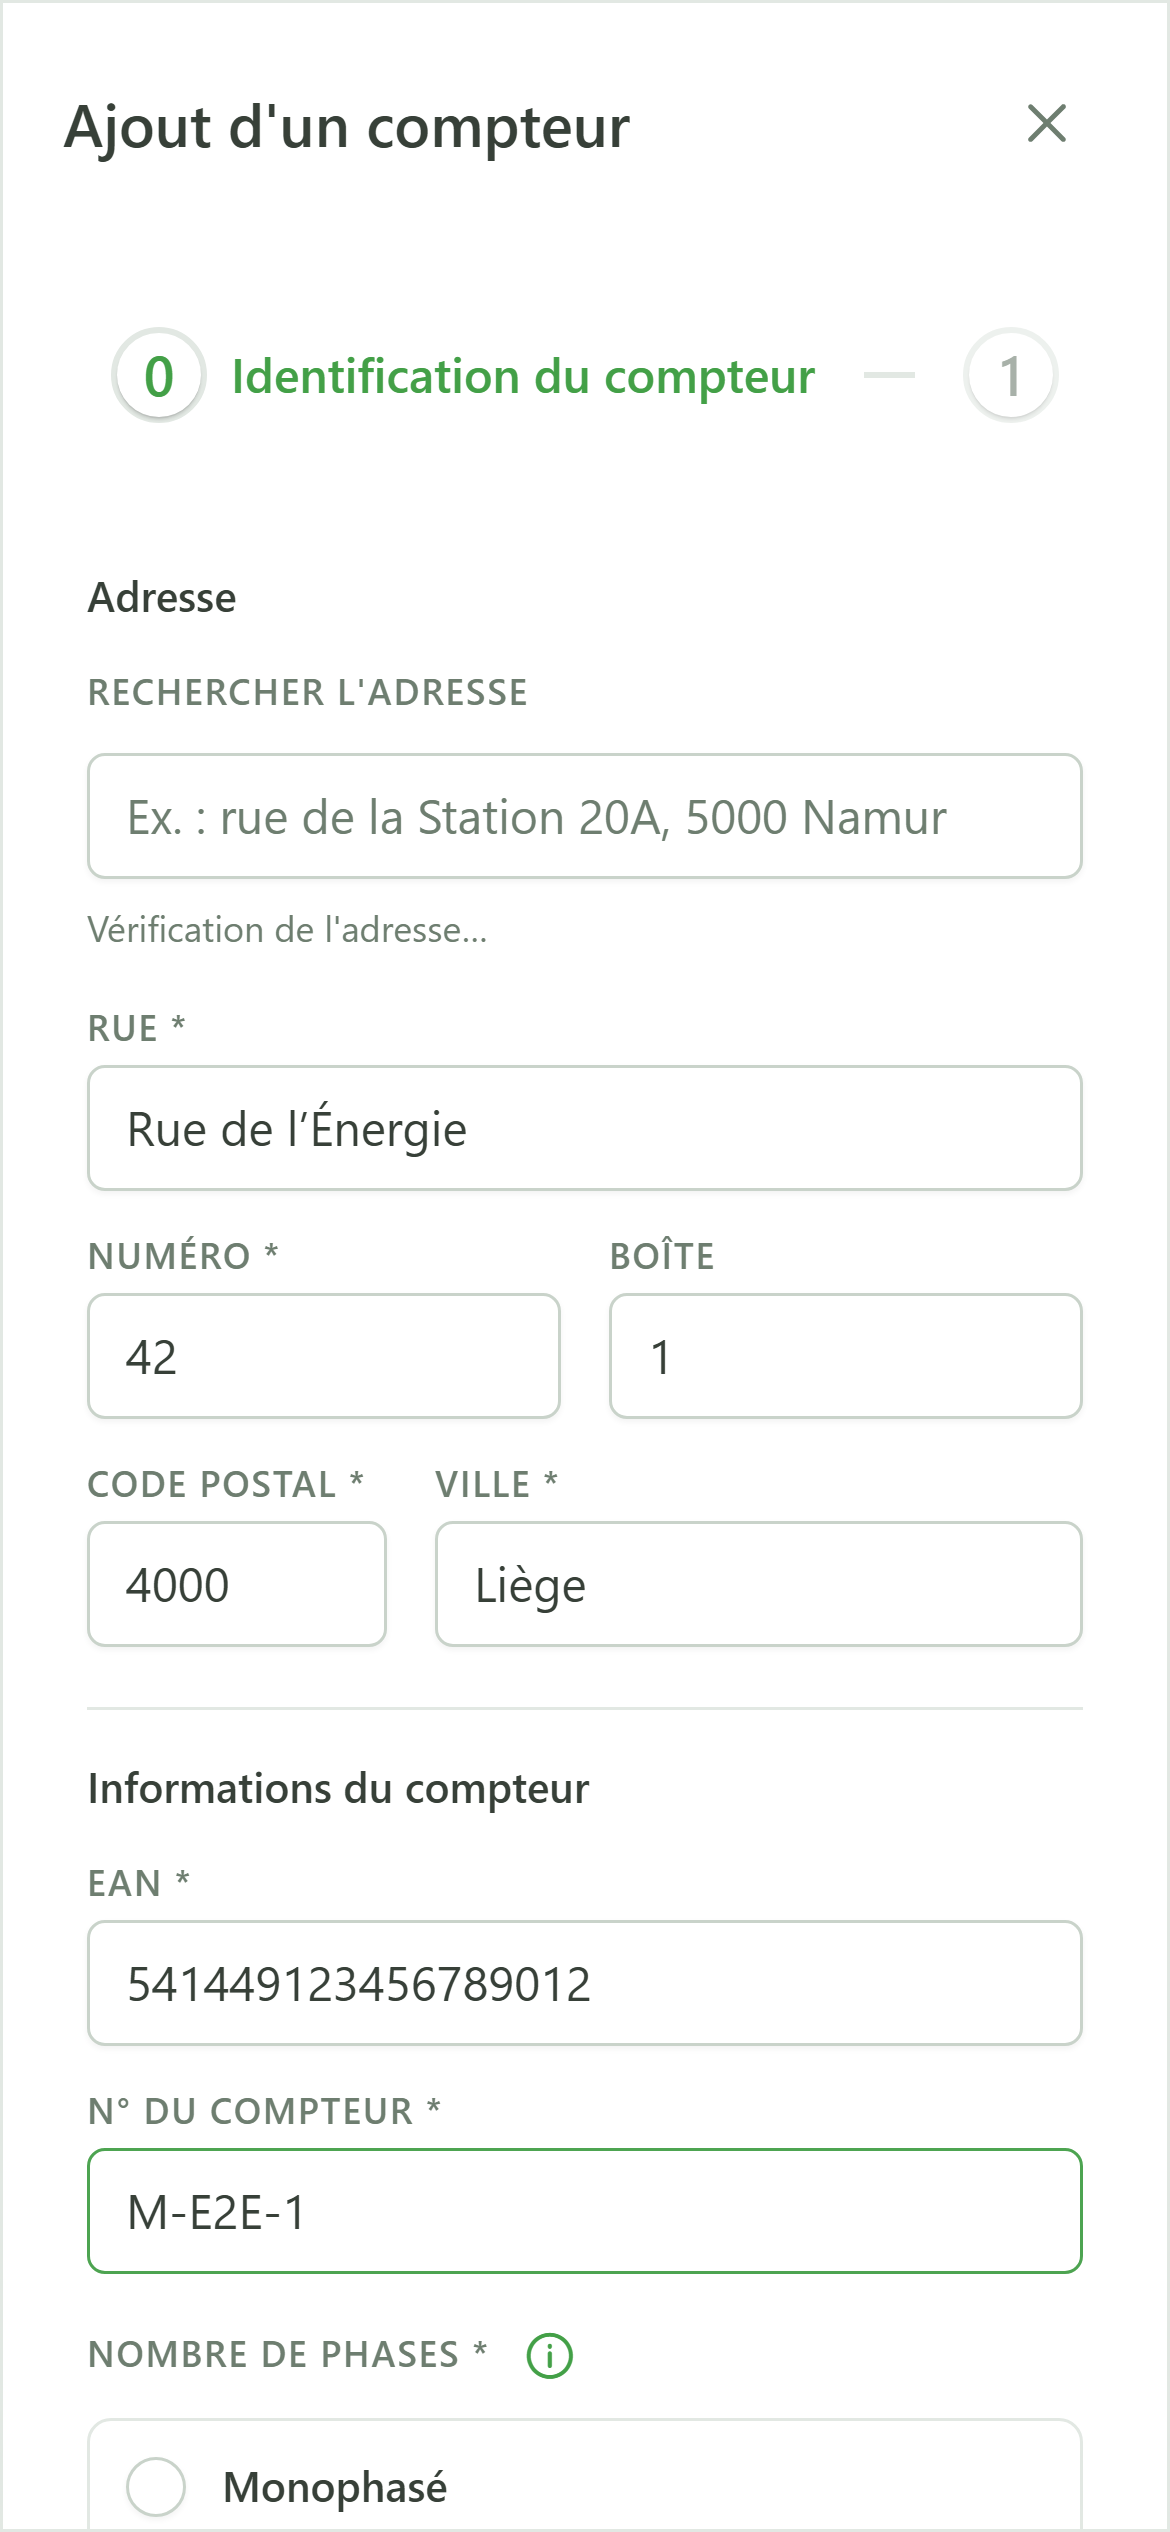 Ajout d'un compteur
0 Identification du compteur 1
Adresse
RECHERCHER L'ADRESSE
Ex. : rue de la Station 20A, 5000 Namur
Vérification de l'adresse...
RUE *
Rue de l’Énergie
NUMÉRO * BOÎTE
42 1
CODE POSTAL * VILLE *
4000 Liège
Informations du compteur
EAN *
541449123456789012
N° DU COMPTEUR *
M-E2E-1
NOMBRE DE PHASES *
Monophasé